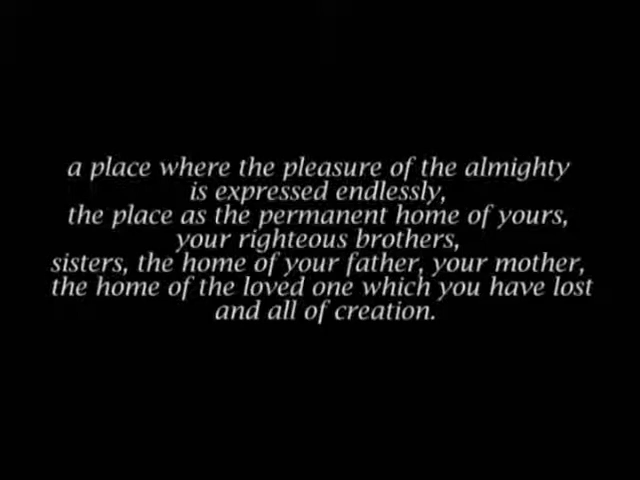 a place where the pleasure of the almighty
is expressed endlessly,
the place as the permanent home of yours,
your righteous brothers,
sisters, the home of your father, your mother,
the home of the loved one which you have lost
and all of creation.